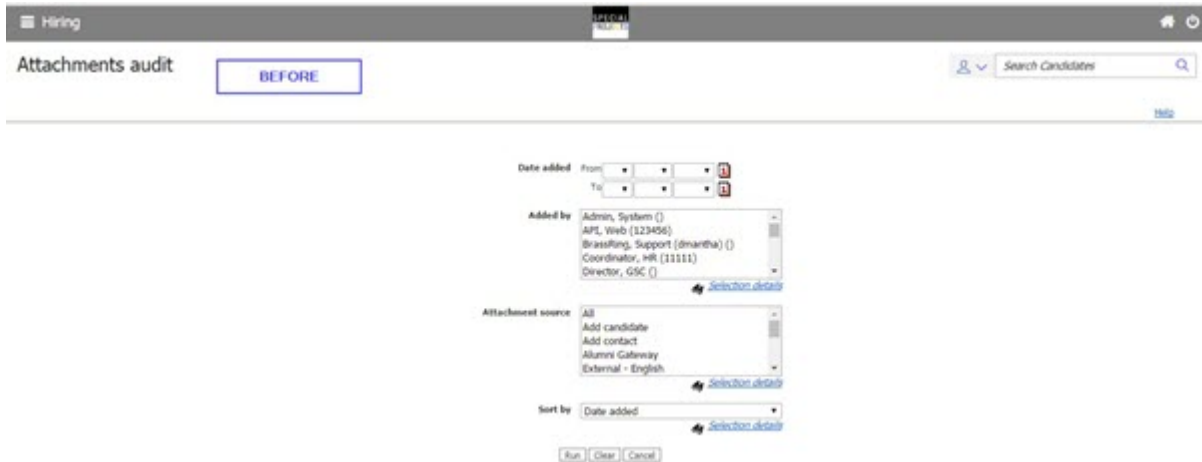 Hiring
SPECIAL
Attachments audit
BEFORE
Search Candidates
Help
Date added From
To
Added by
Admin, System ()
API, Web (123456)
BrassRing, Support (dmantha) ()
Coordinator, HR (11111)
Director, GSC ()
Selection details
Attachment source
All
Add candidate
Add contact
Alumni Gateway
External - English
Selection details
Sort by Date added
Selection details
Run Clear Cancel